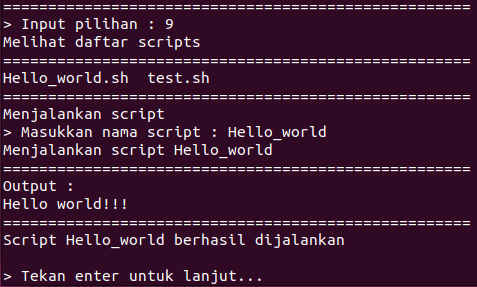 ====================================================
> Input pilihan : 9
Melihat daftar scripts
====================================================
Hello_world.sh  test.sh
====================================================
Menjalankan script
> Masukkan nama script : Hello_world
Menjalankan script Hello_world
====================================================
Output :
Hello world!!!
====================================================
Script Hello_world berhasil dijalankan
> Tekan enter untuk lanjut...